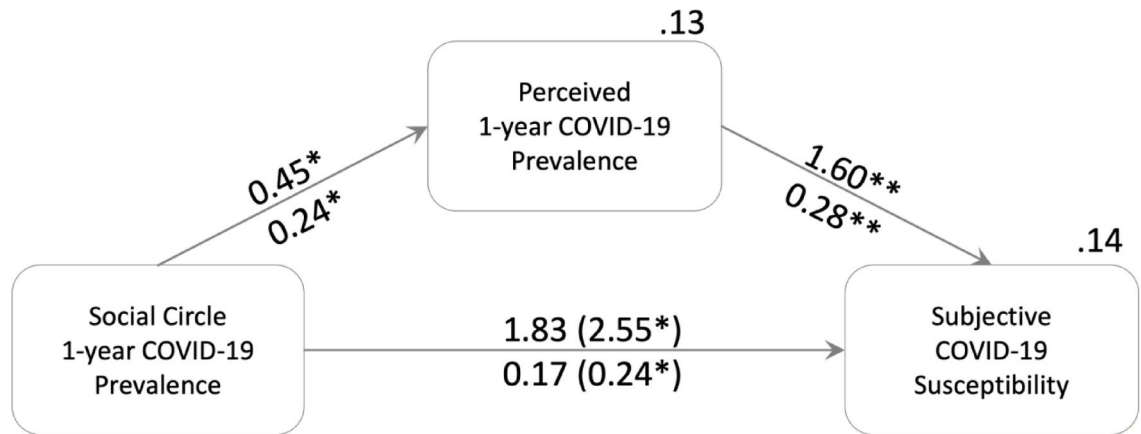 .13
Perceived
1-year COVID-19
Prevalence
0.45*
0.24*
1.60**
0.28**
.14
Social Circle
1-year COVID-19
Prevalence
1.83 (2.55*)
0.17 (0.24*)
Subjective
COVID-19
Susceptibility